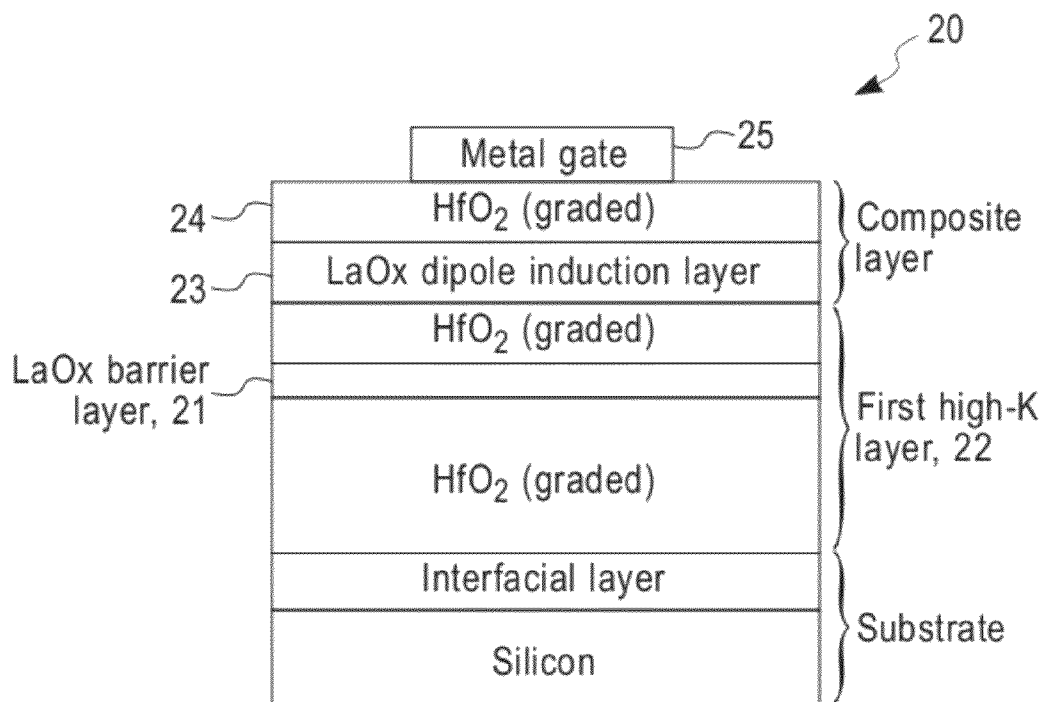 20
Metal gate
25
HfO2 (graded)
24
Composite
layer
LaOx dipole induction layer
23
HfO2 (graded)
LaOx barrier
layer, 21
First high-K
layer, 22
HfO2 (graded)
Interfacial layer
Substrate
Silicon